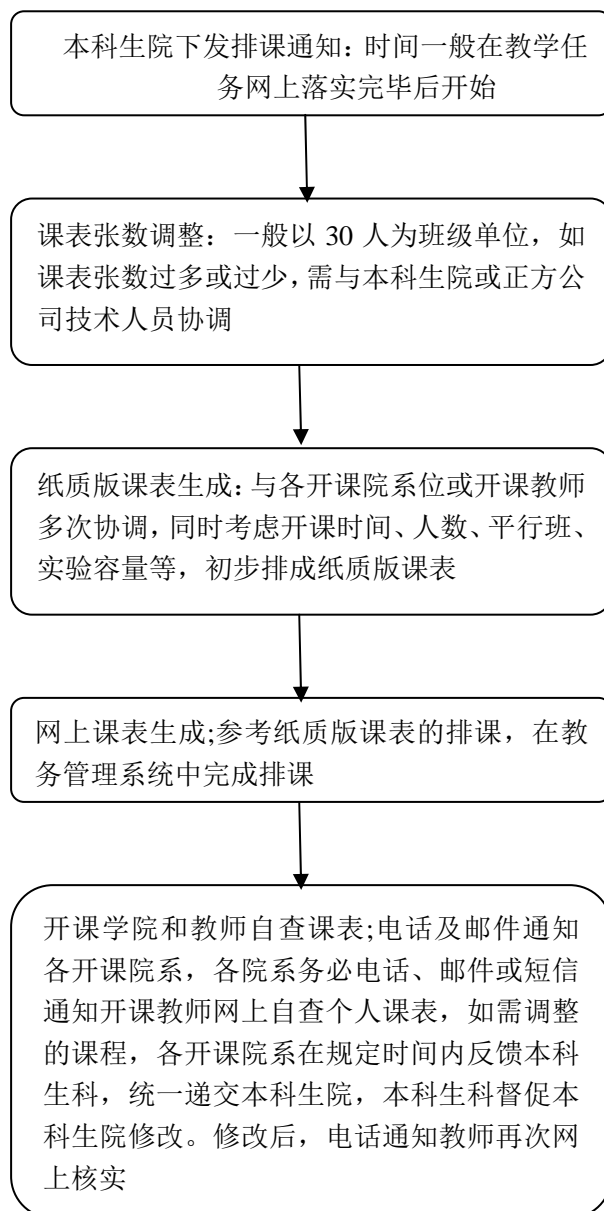 本科生院下发排课通知：时间一般在教学任
务网上落实完毕后开始
课表张数调整：一般以 30 人为班级单位，如
课表张数过多或过少，需与本科生院或正方公
司技术人员协调
纸质版课表生成：与各开课院系位或开课教师
多次协调，同时考虑开课时间、人数、平行班、
实验容量等，初步排成纸质版课表
网上课表生成;参考纸质版课表的排课，在教
务管理系统中完成排课
开课学院和教师自查课表;电话及邮件通知
各开课院系，各院系务必电话、邮件或短信
通知开课教师网上自查个人课表，如需调整
的课程，各开课院系在规定时间内反馈本科
生科，统一递交本科生院，本科生科督促本
科生院修改。修改后，电话通知教师再次网
上核实